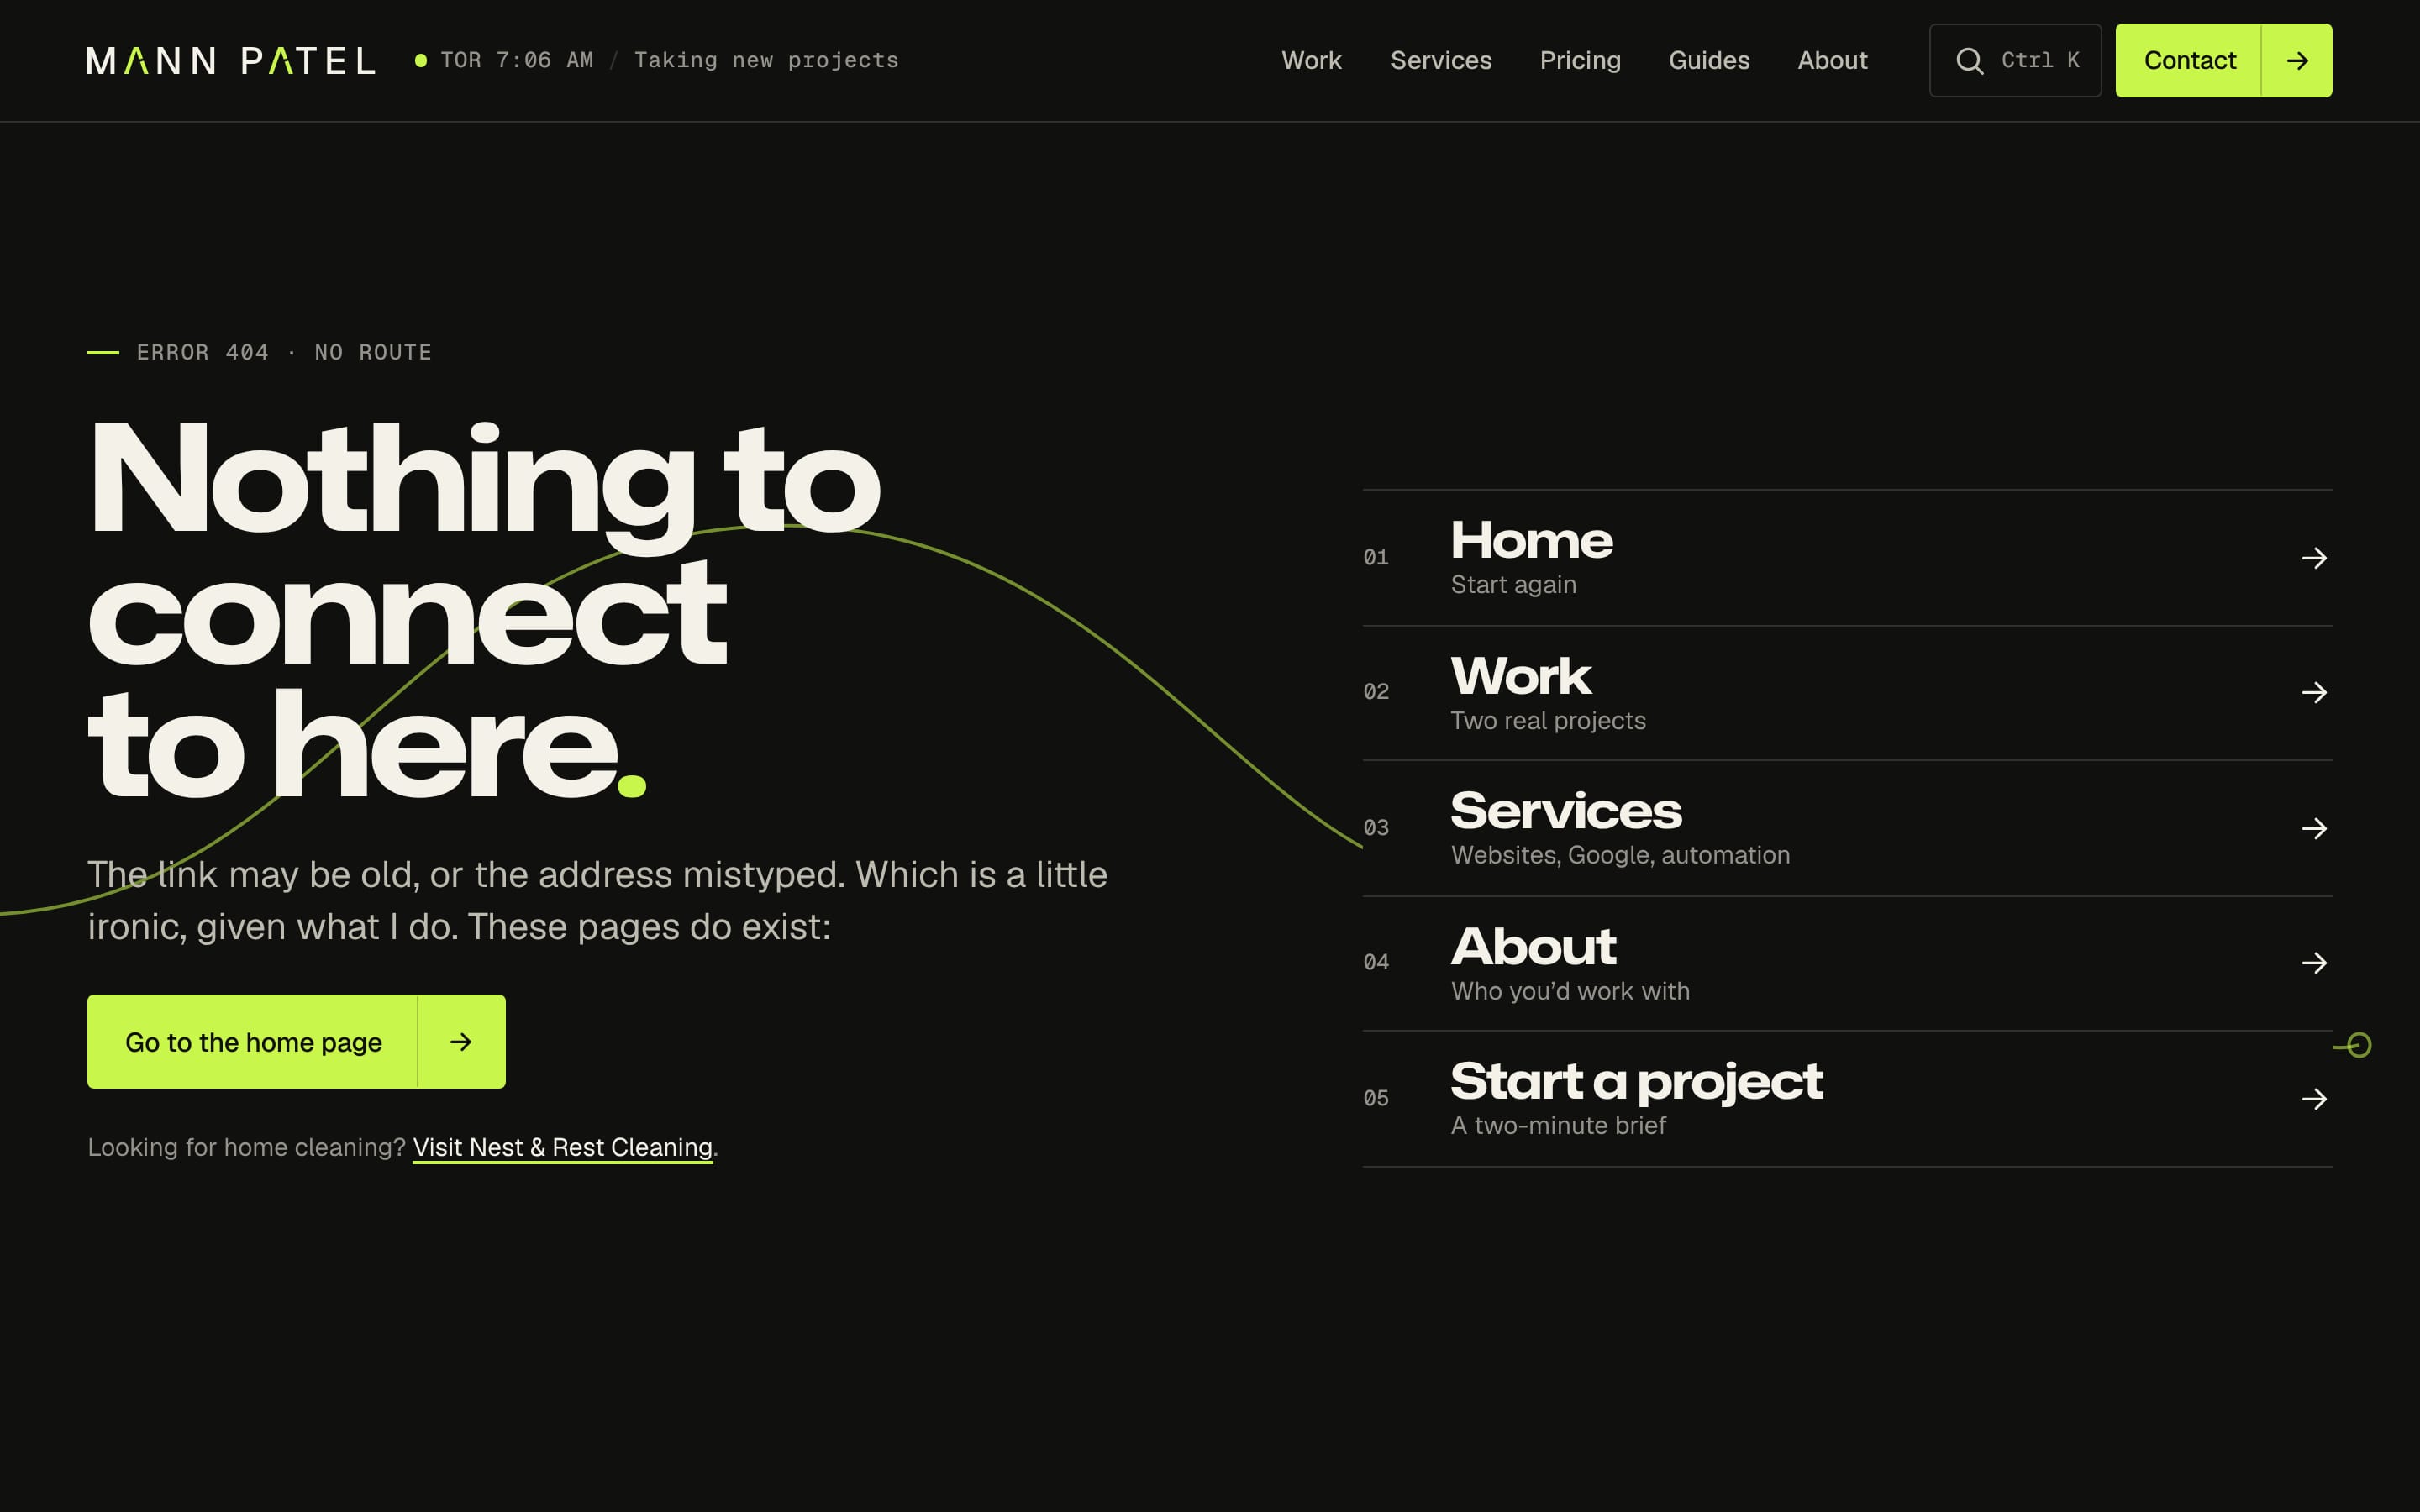 MANN PATEL
TOR 7:06 AM / Taking new projects
Work
Services
Pricing
Guides
About
Ctrl K
Contact →
ERROR 404 · NO ROUTE
Nothing to
connect
to here.
The link may be old, or the address mistyped. Which is a little
ironic, given what I do. These pages do exist:
Go to the home page →
Looking for home cleaning? Visit Nest & Rest Cleaning.
01
Home
Start again
→
02
Work
Two real projects
→
03
Services
Websites, Google, automation
→
04
About
Who you’d work with
→
05
Start a project
A two-minute brief
→